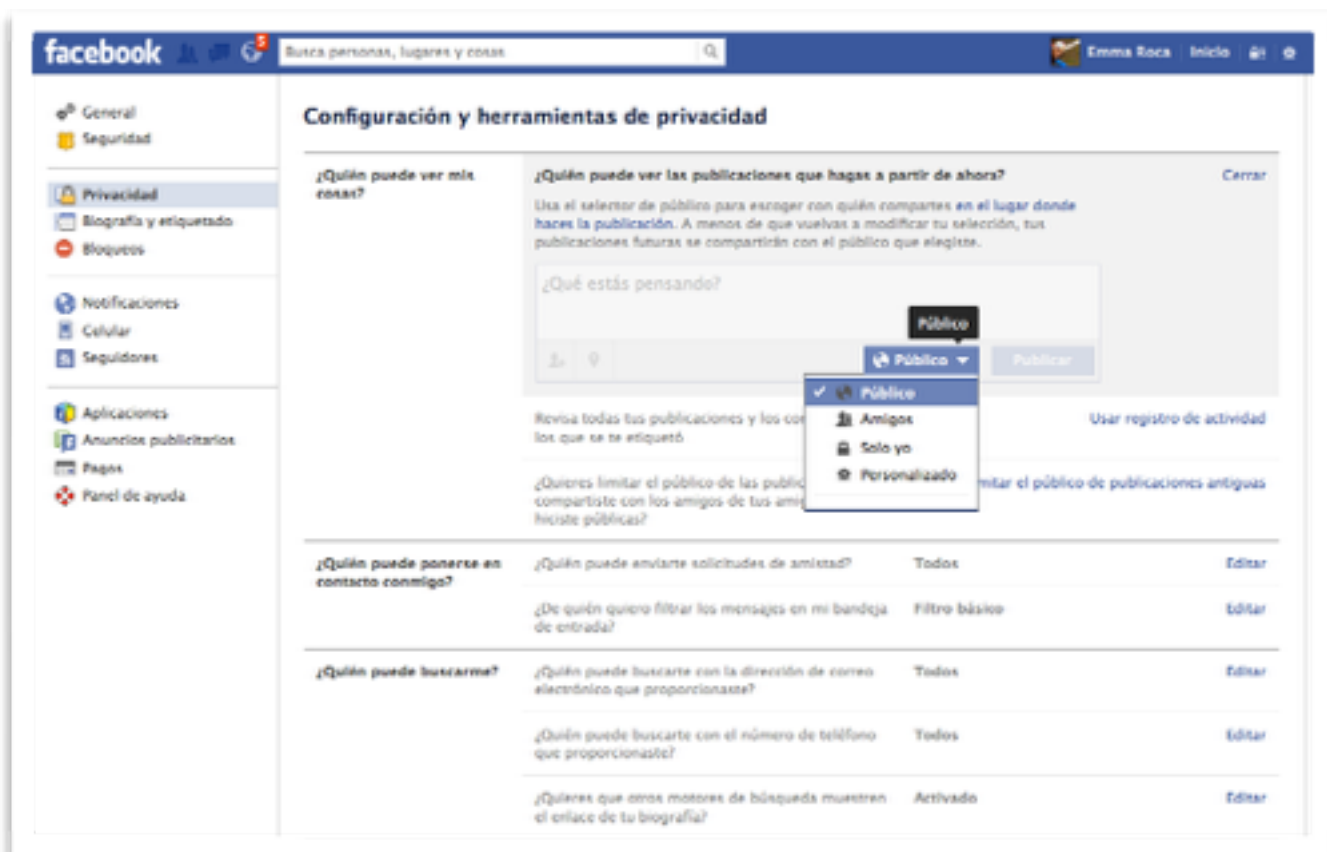 facebook
5
Busca personas, lugares y cosas
Emma Roca
Inicio
General
Seguridad
Privacidad
Biografía y etiquetado
Bloqueos
Notificaciones
Celular
Seguidores
Aplicaciones
Anuncios publicitarios
Pagos
Panel de ayuda
Configuración y herramientas de privacidad
¿Quién puede ver mis
cosas?
¿Quién puede ver las publicaciones que hagas a partir de ahora?
Cerrar
Usa el selector de público para escoger con quién compartes en el lugar donde
haces la publicación. A menos de que vuelvas a modificar tu selección, tus
publicaciones futuras se compartirán con el público que elegiste.
¿Qué estás pensando?
Público
Público
Publicar
Público
Amigos
Solo yo
Personalizado
Revisa todas tus publicaciones y los
los que se te etiquetó
Usar registro de actividad
¿Quieres limitar el público de las
compartiste con los amigos de tus
hiciste públicas?
el público de publicaciones antiguas
¿Quién puede ponerse en
contacto conmigo?
¿Quién puede enviarte solicitudes de amistad?
Todos
Editar
¿De quién quiero filtrar los mensajes en mi bandeja
de entrada?
Filtro básico
Editar
¿Quién puede buscarme?
¿Quién puede buscarte con la dirección de correo
electrónico que proporcionaste?
Todos
Editar
¿Quién puede buscarte con el número de teléfono
que proporcionaste?
Todos
Editar
¿Quieres que otros motores de búsqueda muestren
el enlace de tu biografía?
Activado
Editar